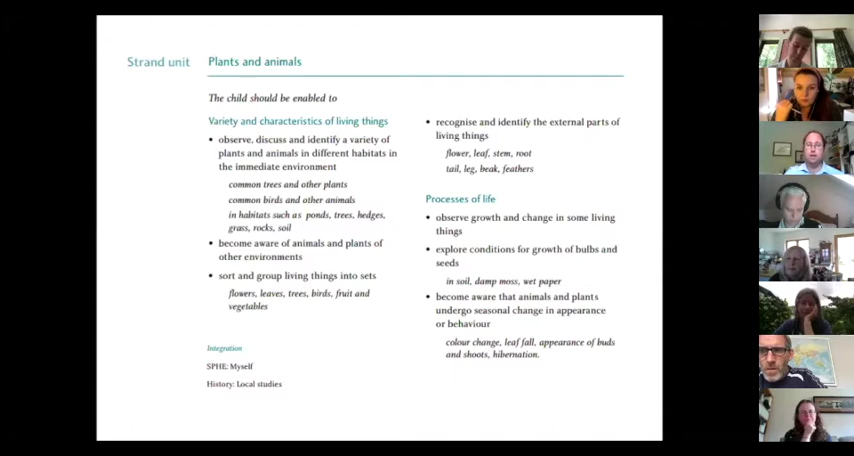 Strand unit Plants and animals
The child should be enabled to
Variety and characteristics of living things
• observe, discuss and identify a variety of
plants and animals in different habitats in
the immediate environment
common trees and other plants
common birds and other animals
in habitats such as ponds, trees, hedges,
grass, rocks, soil
• become aware of animals and plants of
other environments
• sort and group living things into sets
flowers, leaves, trees, birds, fruit and
vegetables
Integration
SPHE: Myself
History: Local studies
• recognise and identify the external parts of
living things
flower, leaf, stem, root
tail, leg, beak, feathers
Processes of life
• observe growth and change in some living
things
• explore conditions for growth of bulbs and
seeds
in soil, damp moss, wet paper
• become aware that animals and plants
undergo seasonal change in appearance
or behaviour
colour change, leaf fall, appearance of buds
and shoots, hibernation.